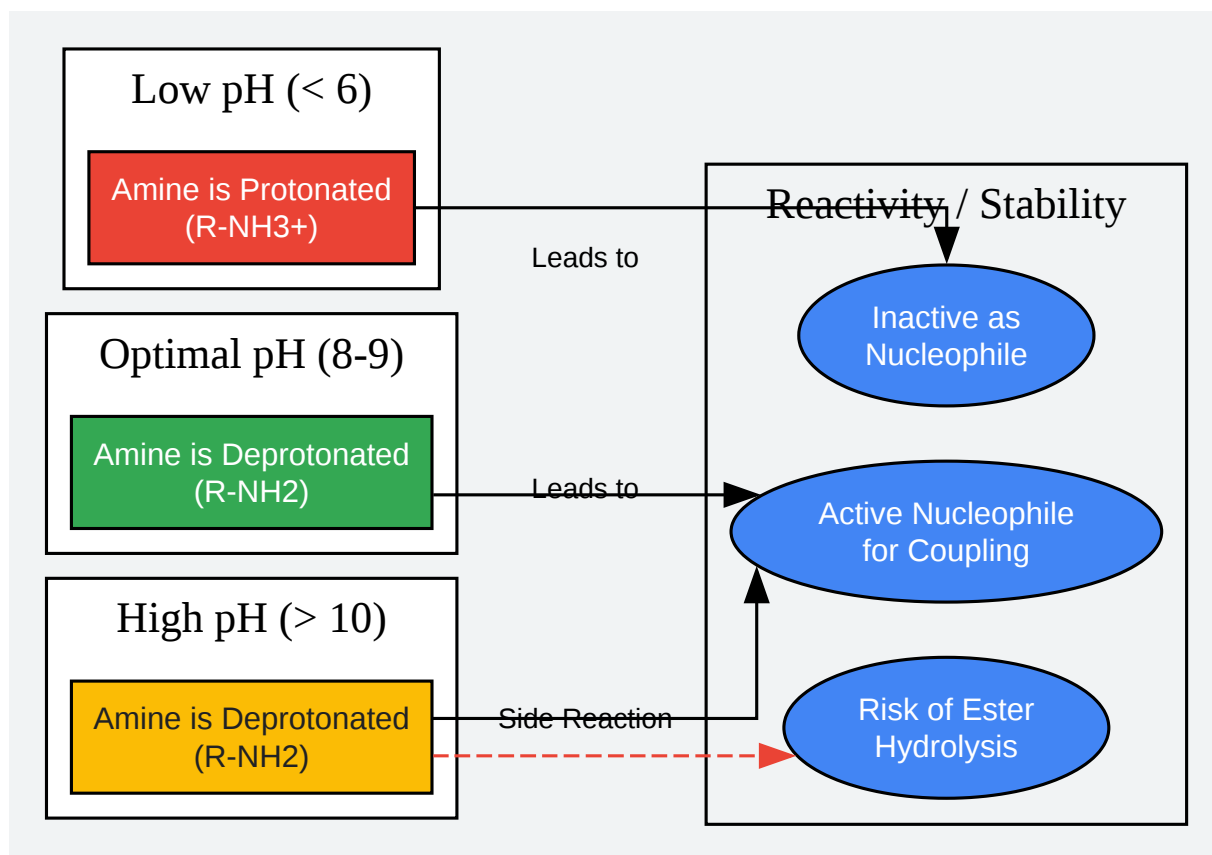 Low pH (< 6)
Amine is Protonated
(R-NH3+)
Leads to
Optimal pH (8-9)
Amine is Deprotonated
(R-NH2)
Leads to
High pH (> 10)
Amine is Deprotonated
(R-NH2)
Side Reaction
Reactivity / Stability
Inactive as
Nucleophile
Active Nucleophile
for Coupling
Risk of Ester
Hydrolysis